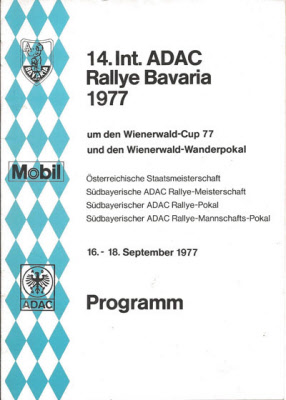 14. Int. ADAC
Rallye Bavaria
1977
um den Wienerwald-Cup 77
und den Wienerwald-Wanderpokal
Mobil
Österreichische Staatsmeisterschaft
Südbayerische ADAC Rallye-Meisterschaft
Südbayerischer ADAC Rallye-Pokal
Südbayerischer ADAC Rallye-Mannschafts-Pokal
16.- 18. September 1977
ADAC
Programm